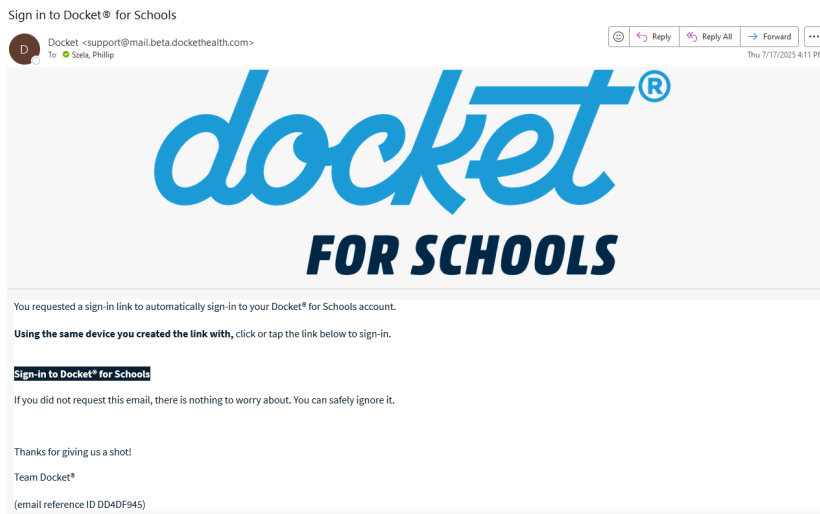 Sign in to Docket® for Schools
D
Docket <support@mail.beta.dockethealth.com>
To Szela, Phillip
Reply
Reply All
Forward
Thu 7/17/2025 4:11 PM
docket®
FOR SCHOOLS
You requested a sign-in link to automatically sign-in to your Docket® for Schools account.
Using the same device you created the link with, click or tap the link below to sign-in.
Sign-in to Docket® for Schools
If you did not request this email, there is nothing to worry about. You can safely ignore it.
Thanks for giving us a shot!
Team Docket®
(email reference ID DD4DF945)